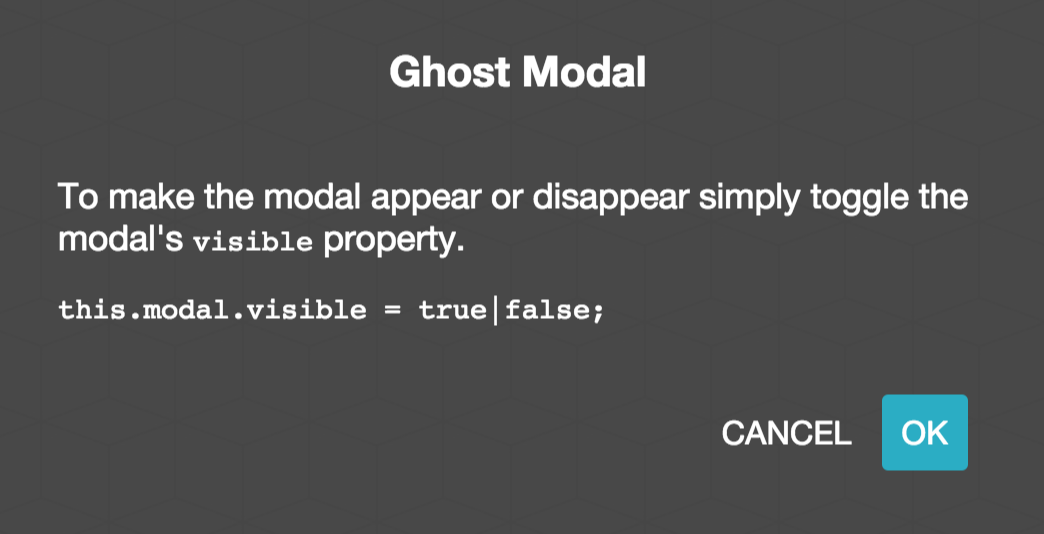 Ghost Modal
To make the modal appear or disappear simply toggle the
modal's visible property.
this.modal.visible = true|false;
CANCEL OK